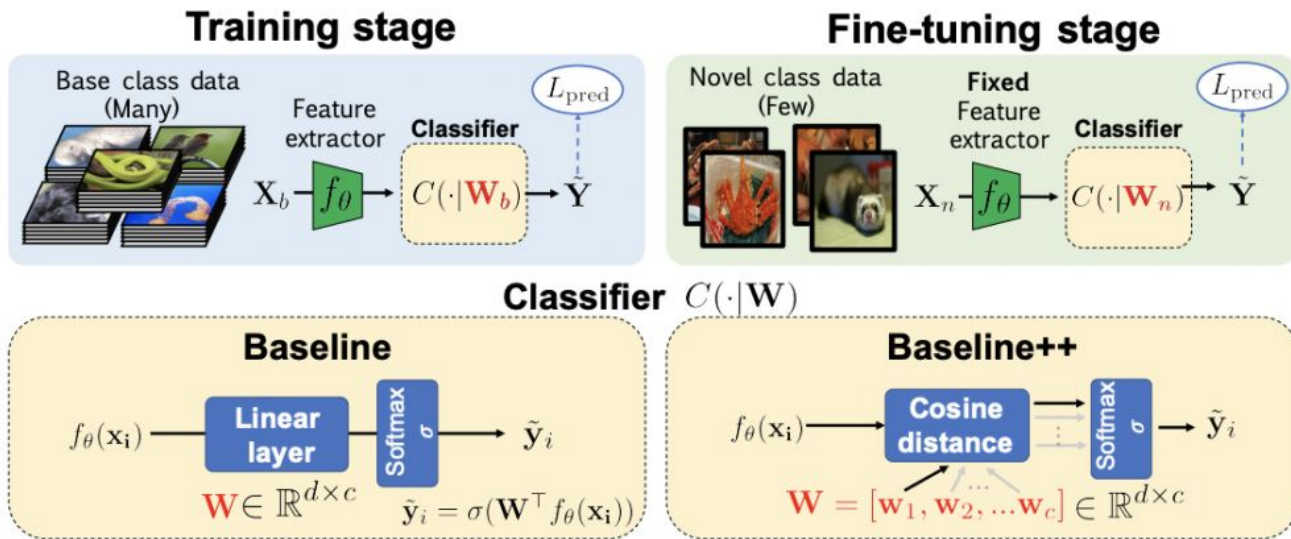 Training stage
Base class data
(Many)
Feature
extractor
Classifier
L_pred
X_b
f_θ
C(·|W_b)
Ỹ
Fine-tuning stage
Novel class data
(Few)
Fixed
Feature
extractor
Classifier
L_pred
X_n
f_θ
C(·|W_n)
Ỹ
Classifier C(·|W)
Baseline
f_θ(x_i)
Linear
layer
Softmax
σ
ỹ_i
W ∈ ℝ^{d×c}
ỹ_i = σ(W^⊤ f_θ(x_i))
Baseline++
f_θ(x_i)
Cosine
distance
...
⋮
Softmax
σ
ỹ_i
W = [w_1, w_2, ...w_c] ∈ ℝ^{d×c}